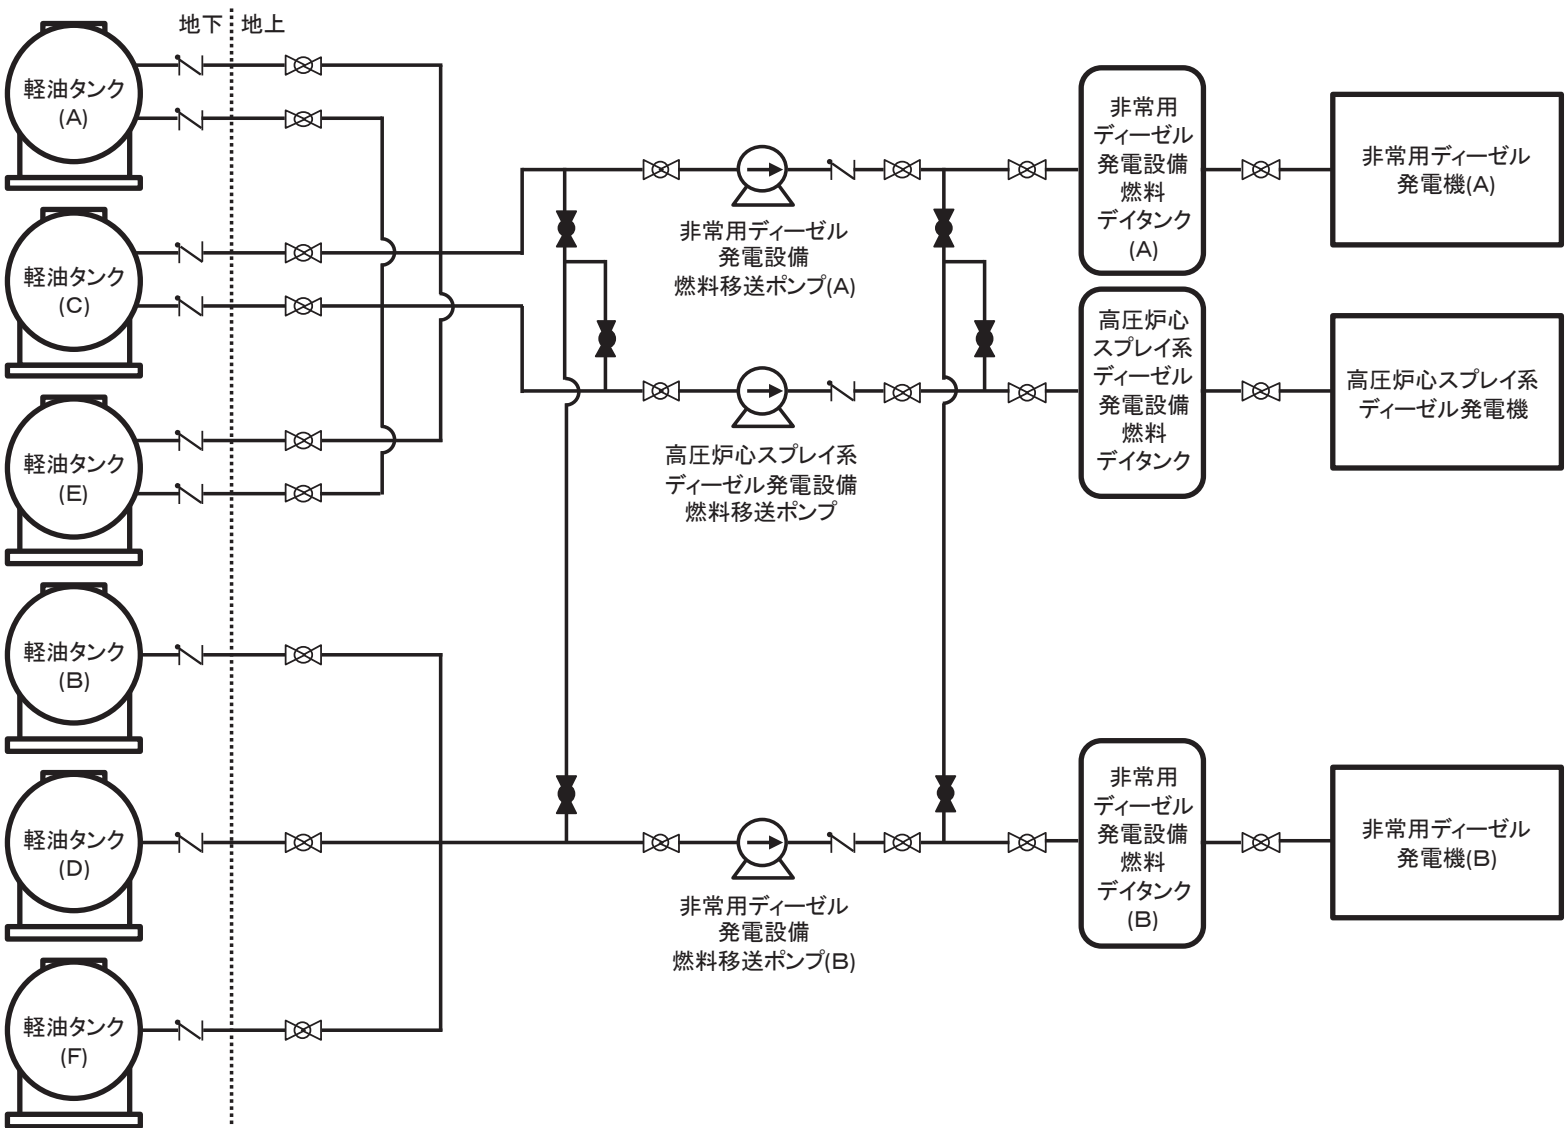 地下 地上
軽油タンク
(A)
軽油タンク
(C)
軽油タンク
(E)
軽油タンク
(B)
軽油タンク
(D)
軽油タンク
(F)
非常用ディーゼル
発電設備
燃料移送ポンプ(A)
高圧炉心スプレイ系
ディーゼル発電設備
燃料移送ポンプ
非常用ディーゼル
発電設備
燃料移送ポンプ(B)
非常用
ディーゼル
発電設備
燃料
デイタンク
(A)
高圧炉心
スプレイ系
ディーゼル
発電設備
燃料
デイタンク
非常用
ディーゼル
発電設備
燃料
デイタンク
(B)
非常用ディーゼル
発電機(A)
高圧炉心スプレイ系
ディーゼル発電機
非常用ディーゼル
発電機(B)